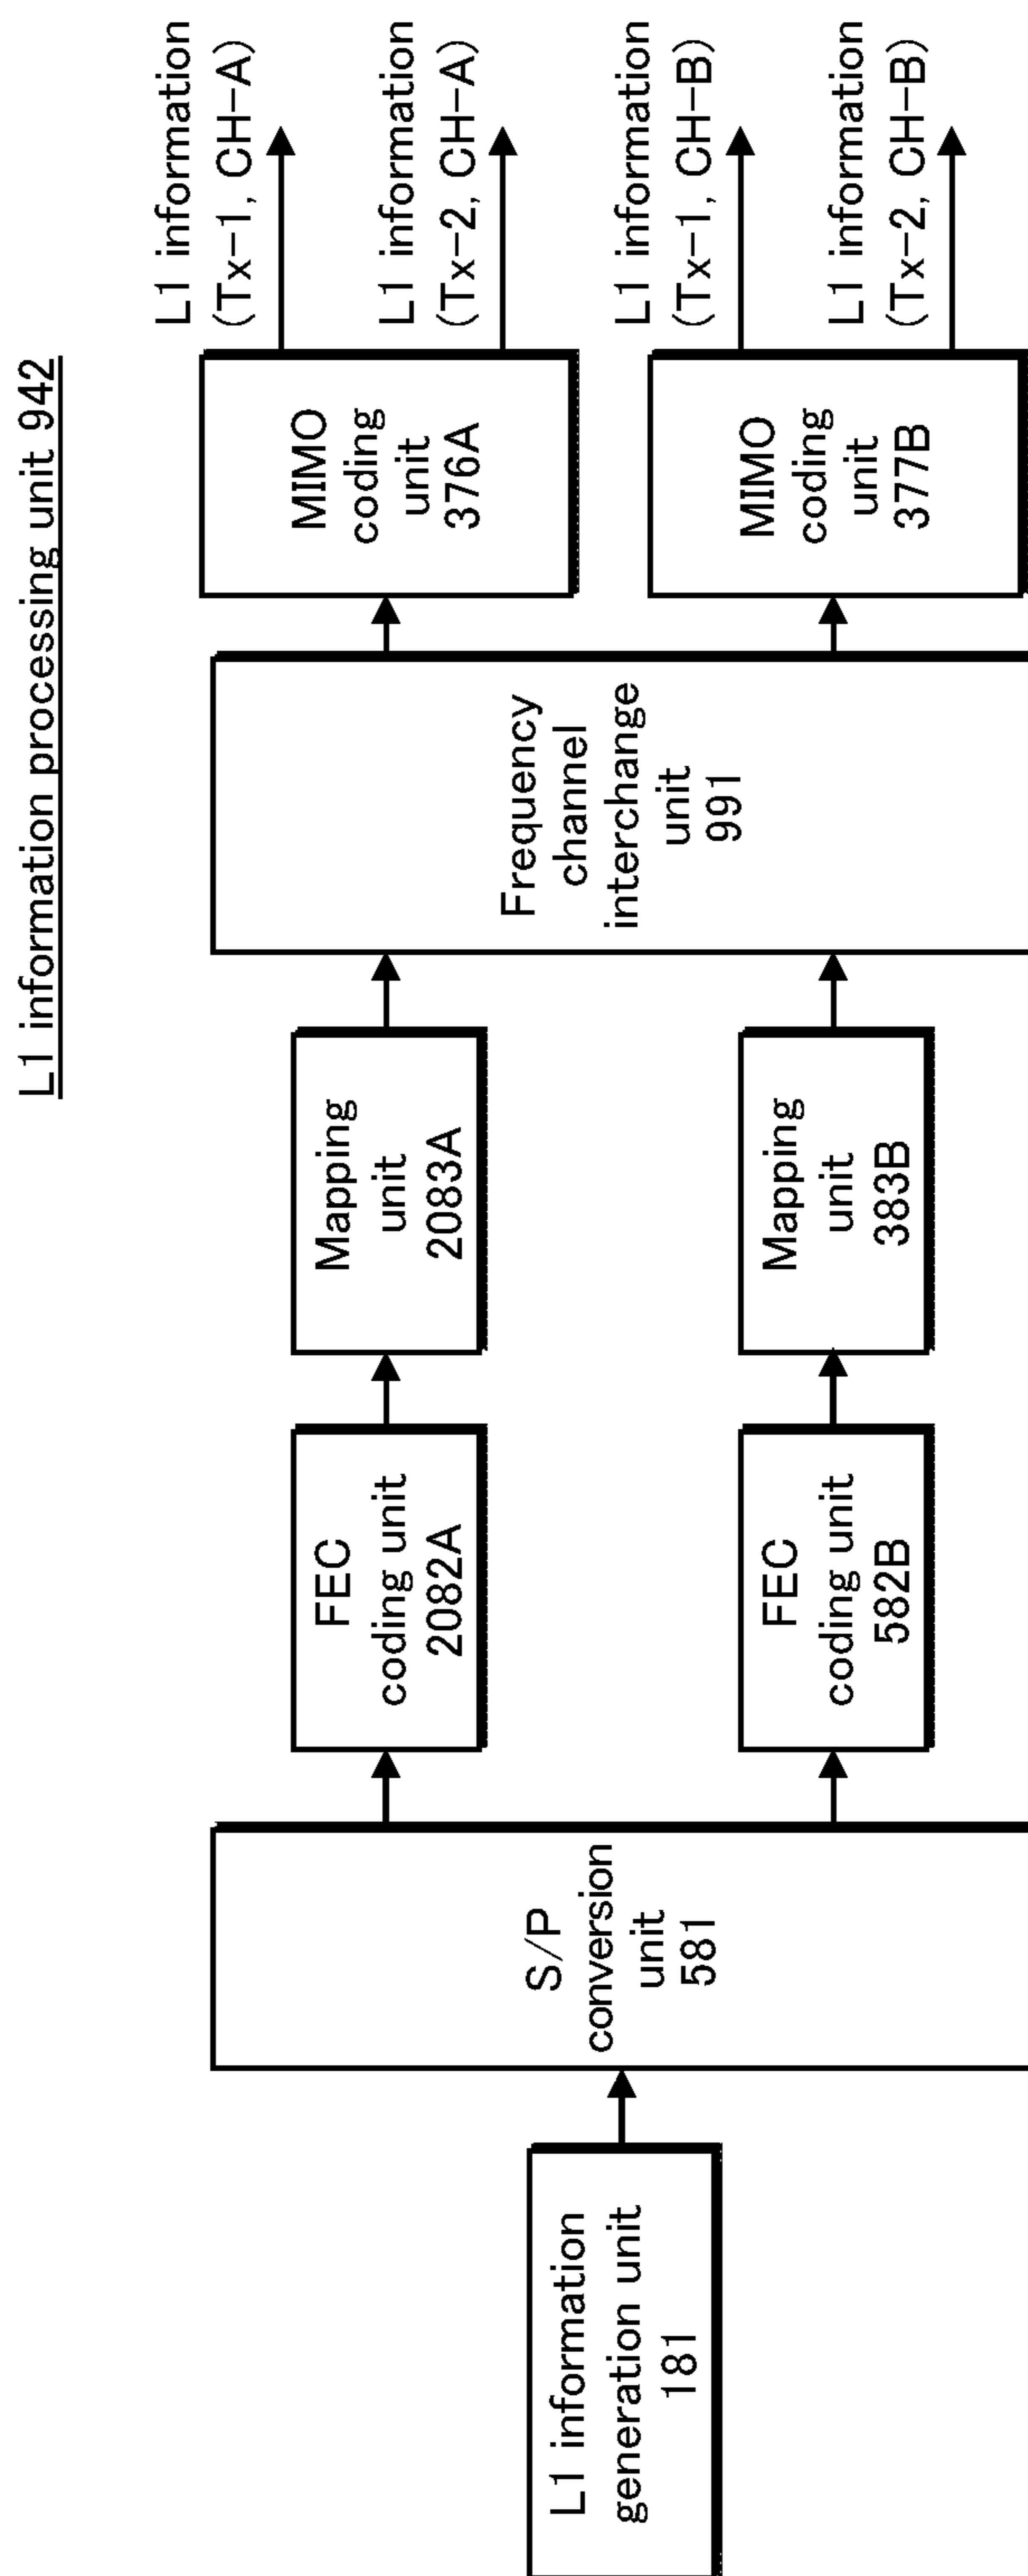 L1 information processing unit 942
L1 information
generation unit
181
S/P
conversion
unit
581
FEC
coding unit
2082A
Mapping
unit
2083A
FEC
coding unit
582B
Mapping
unit
383B
Frequency
channel
interchange
unit
991
MIMO
coding
unit
376A
MIMO
coding
unit
377B
L1 information
(Tx-1, CH-A)
L1 information
(Tx-2, CH-A)
L1 information
(Tx-1, CH-B)
L1 information
(Tx-2, CH-B)